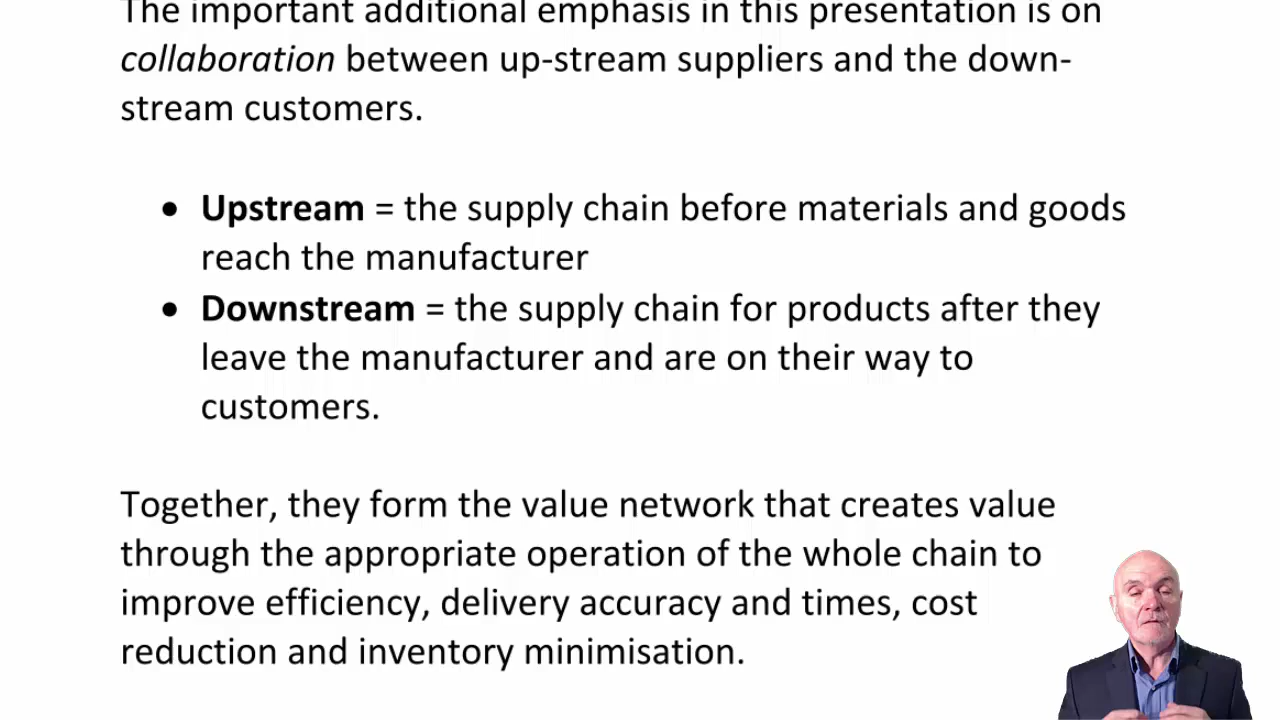 The important additional emphasis in this presentation is on
collaboration between up-stream suppliers and the down-
stream customers.
• Upstream = the supply chain before materials and goods
reach the manufacturer
• Downstream = the supply chain for products after they
leave the manufacturer and are on their way to
customers.
Together, they form the value network that creates value
through the appropriate operation of the whole chain to
improve efficiency, delivery accuracy and times, cost
reduction and inventory minimisation.